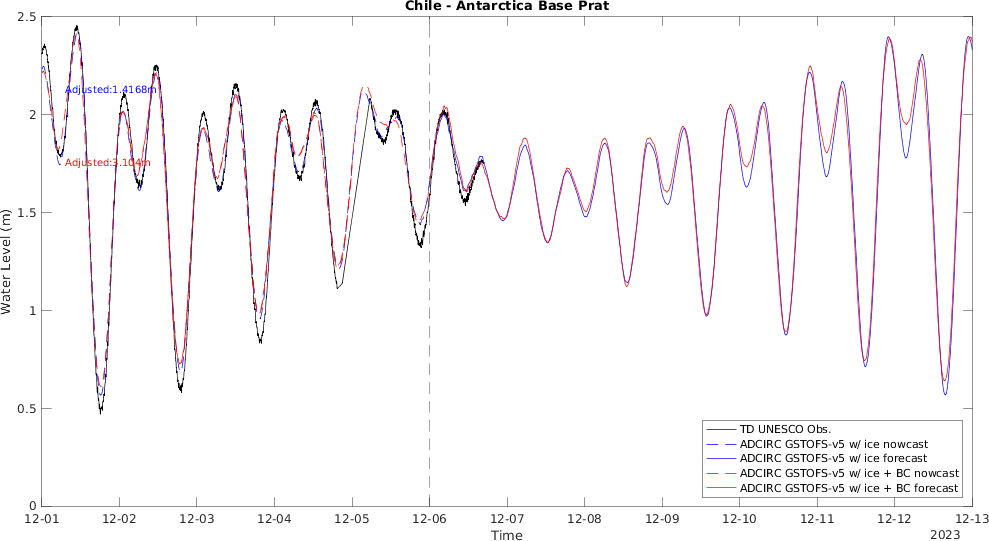 Chile - Antarctica Base Prat
2.5
2
1.5
1
0.5
0
Water Level (m)
Adjusted:1.4168m
Adjusted:3.104m
TD UNESCO Obs.
ADCIRC GSTOFS-v5 w/ ice nowcast
ADCIRC GSTOFS-v5 w/ ice forecast
ADCIRC GSTOFS-v5 w/ ice + BC nowcast
ADCIRC GSTOFS-v5 w/ ice + BC forecast
12-01 12-02 12-03 12-04 12-05 12-06 12-07 12-08 12-09 12-10 12-11 12-12 12-13
Time
2023